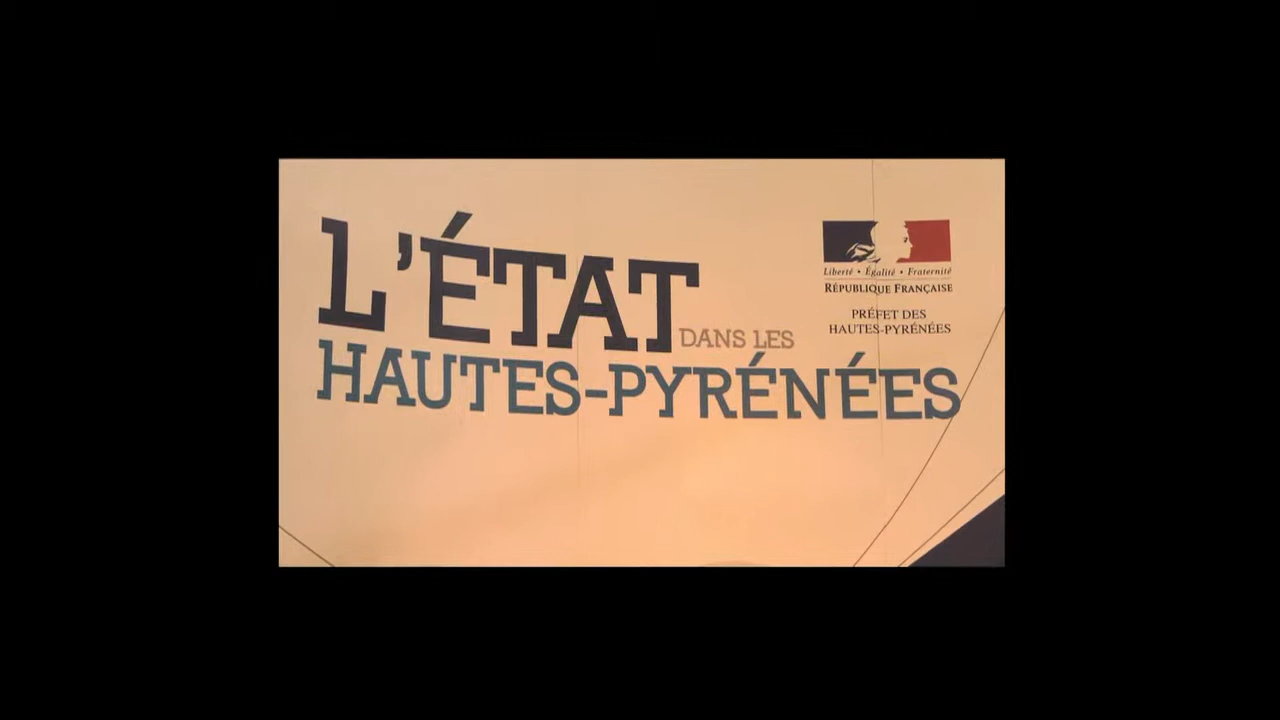 L'ÉTAT
DANS LES
HAUTES-PYRÉNÉES
Liberté • Égalité • Fraternité
RÉPUBLIQUE FRANÇAISE
PRÉFET DES
HAUTES-PYRÉNÉES